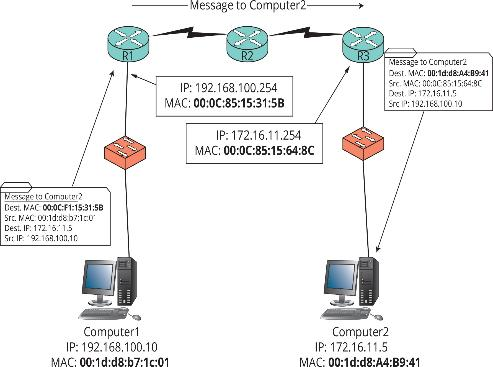 Message to Computer2
R1
R2
R3
Message to Computer2
Dest. MAC: 00:1d:d8:A4:B9:41
Src. MAC: 00:0C:85:15:64:8C
Dest. IP: 172.16.11.5
Src IP: 192.168.100.10
IP: 192.168.100.254
MAC: 00:0C:85:15:31:5B
IP: 172.16.11.254
MAC: 00:0C:85:15:64:8C
Message to Computer2
Dest. MAC: 00:0C:F1:15:31:5B
Src. MAC: 00:1d:d8:b7:1c:01
Dest. IP: 172.16.11.5
Src IP: 192.168.100.10
Computer1
IP: 192.168.100.10
MAC: 00:1d:d8:b7:1c:01
Computer2
IP: 172.16.11.5
MAC: 00:1d:d8:A4:B9:41